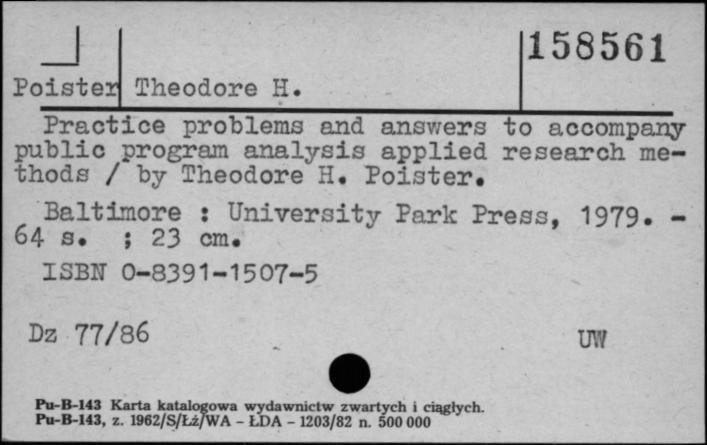 158561
Poister Theodore H.
Practice problems and answers to accompany
public program analysis applied research me-
thods / by Theodore H. Poister.
Baltimore : University Park Press, 1979. -
64 s. ; 23 cm.
ISBN 0-8391-1507-5
Dz 77/86 UW
Pu-B-143 Karta katalogowa wydawnictw zwartych i ciągłych.
Pu-B-143, z. 1962/S/Łź/WA - ŁDA - 1203/82 n. 500 000